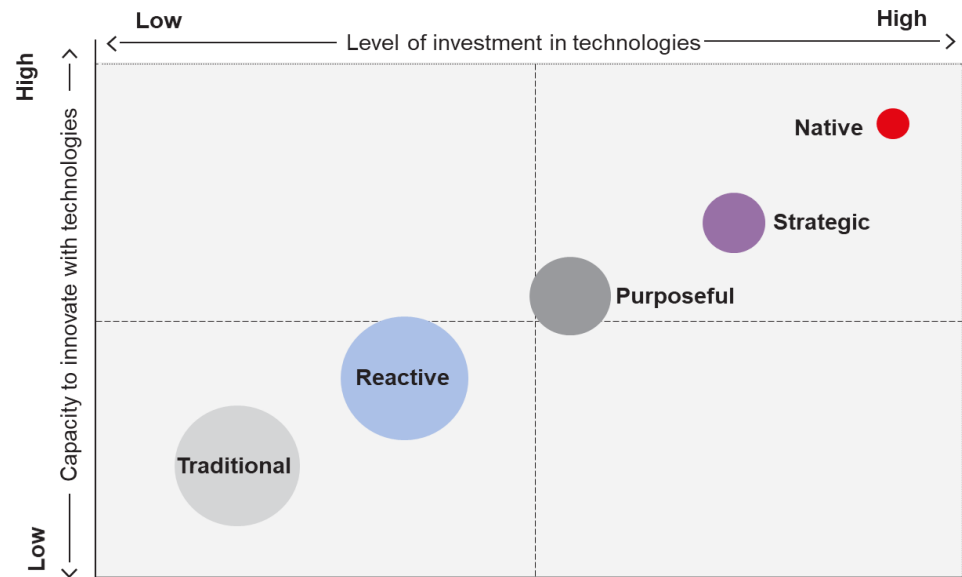 Low
High
Level of investment in technologies
High
Capacity to innovate with technologies
Low
Native
Strategic
Purposeful
Reactive
Traditional